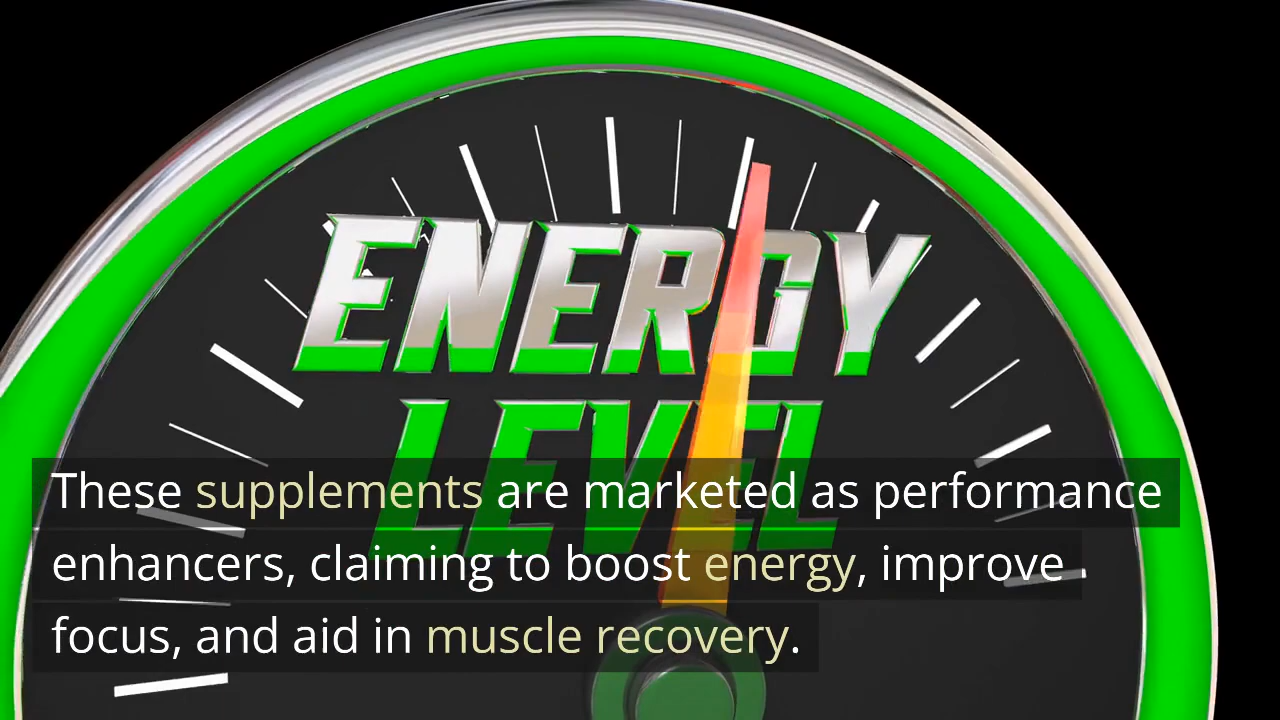 ENERGY
LEVEL
These supplements are marketed as performance
enhancers, claiming to boost energy, improve
focus, and aid in muscle recovery.